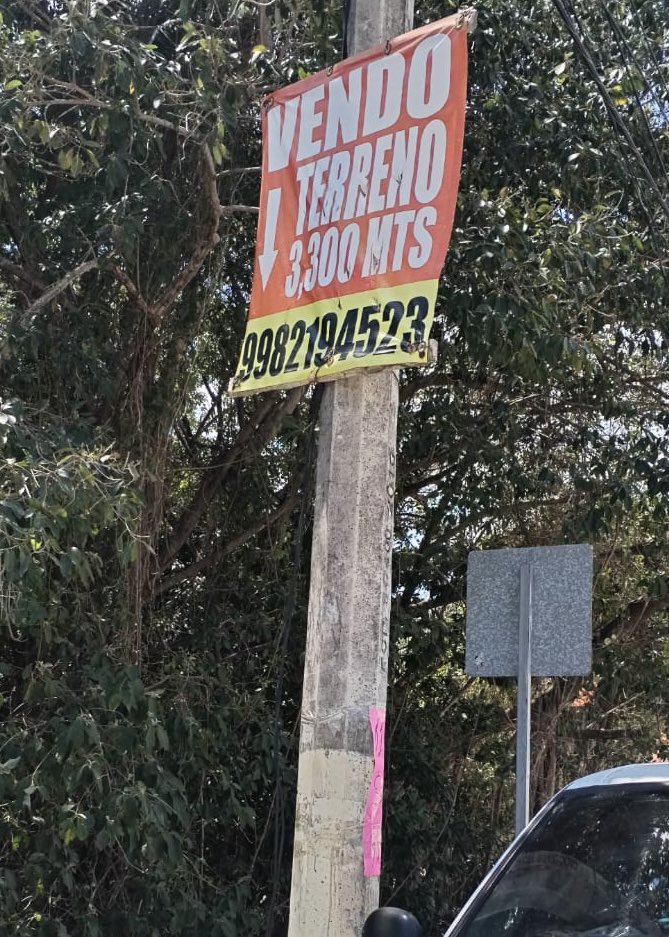 VENDO
TERRENO
3,300 MTS
9982194523